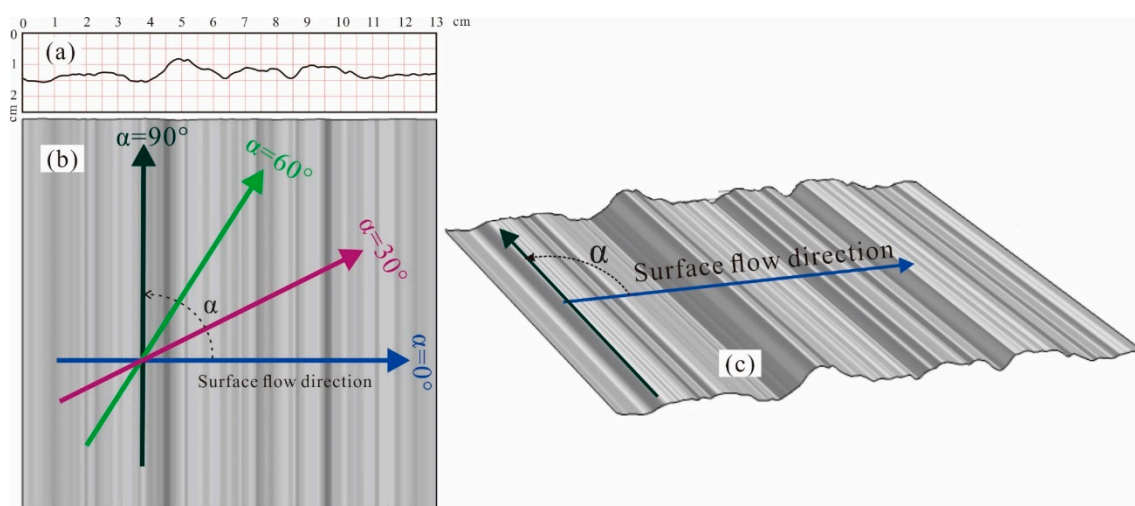 0 1 2 3 4 5 6 7 8 9 10 11 12 13 cm
0
1
2
cm
(a)
(b)
α=90°
α=60°
α=30°
α
α=0°
Surface flow direction
α
Surface flow direction
(c)